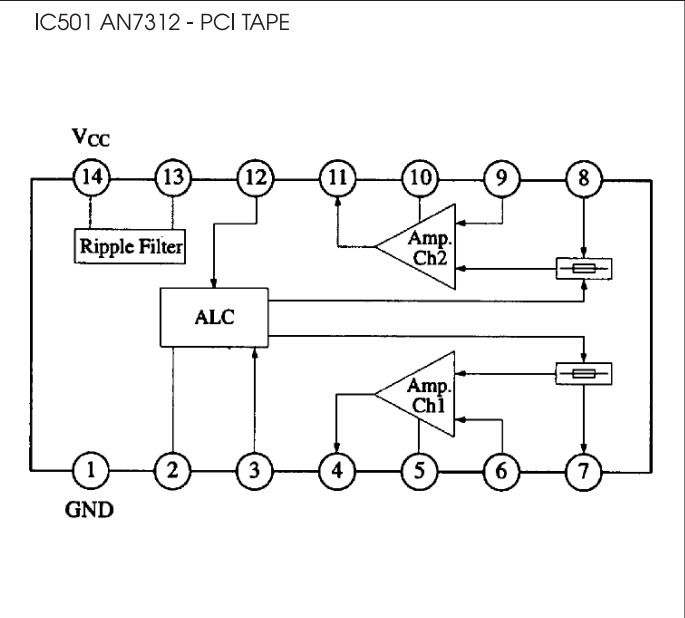 IC501 AN7312 - PCI TAPE
VCC
14 13 12 11 10 9 8
Ripple Filter
Amp.
Ch2
ALC
Amp.
Ch1
1 2 3 4 5 6 7
GND